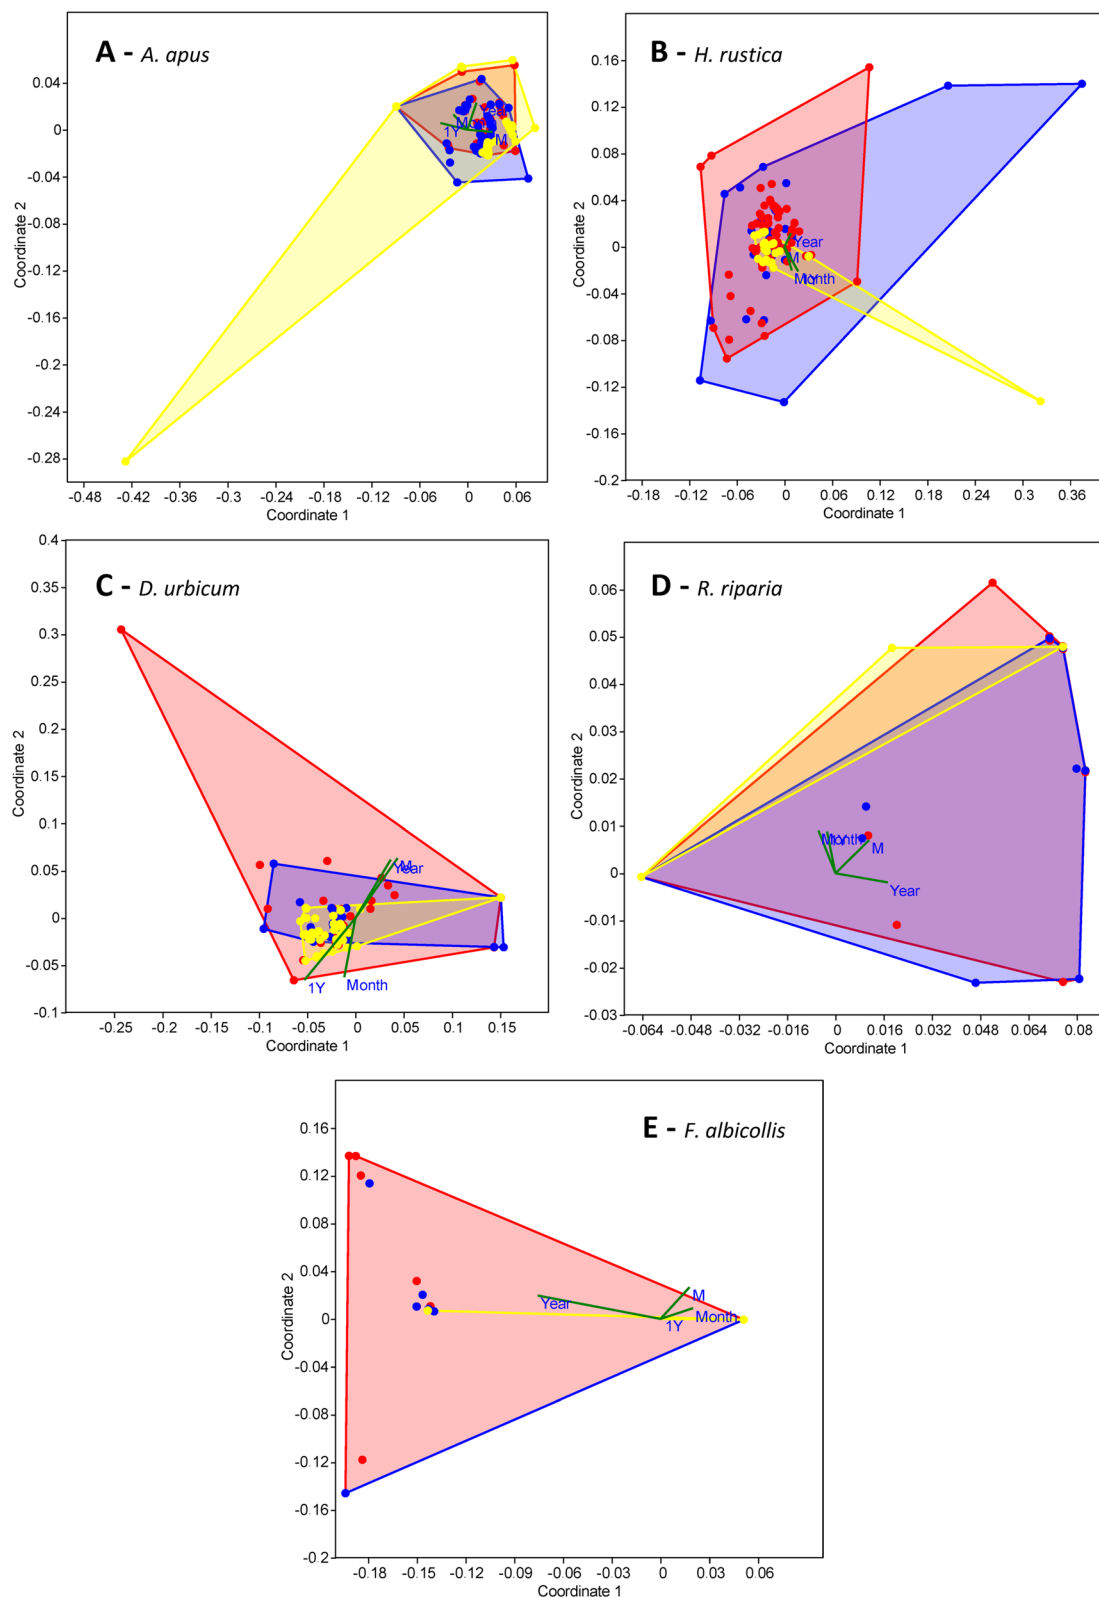 A - A. apus
0.04
0
-0.04
-0.08
-0.12
-0.16
-0.2
-0.24
-0.28
Coordinate 2
-0.48 -0.42 -0.36 -0.3 -0.24 -0.18 -0.12 -0.06 0 0.06
Coordinate 1
Year
Month
1Y
M
B - H. rustica
0.16
0.12
0.08
0.04
0
-0.04
-0.08
-0.12
-0.16
-0.2
Coordinate 2
-0.18 -0.12 -0.06 0 0.06 0.12 0.18 0.24 0.3 0.36
Coordinate 1
Year
M
Month
1Y
C - D. urbicum
0.4
0.35
0.3
0.25
0.2
0.15
0.1
0.05
0
-0.05
-0.1
Coordinate 2
-0.25 -0.2 -0.15 -0.1 -0.05 0 0.05 0.1 0.15
Coordinate 1
M
Year
1Y
Month
D - R. riparia
0.06
0.05
0.04
0.03
0.02
0.01
0
-0.01
-0.02
-0.03
Coordinate 2
-0.064 -0.048 -0.032 -0.016 0 0.016 0.032 0.048 0.064 0.08
Coordinate 1
Month
1Y
M
Year
E - F. albicollis
0.16
0.12
0.08
0.04
0
-0.04
-0.08
-0.12
-0.16
-0.2
Coordinate 2
-0.18 -0.15 -0.12 -0.09 -0.06 -0.03 0 0.03 0.06
Coordinate 1
Year
M
Month
1Y